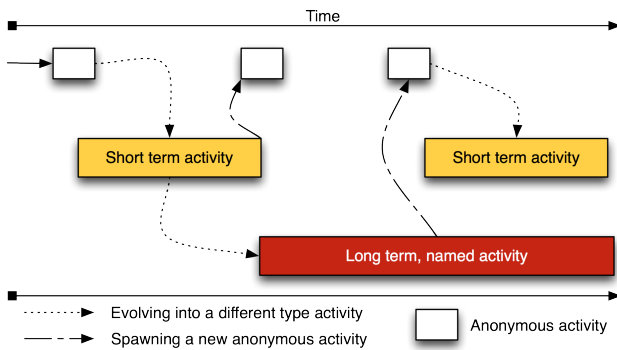 Time
Short term activity
Short term activity
Long term, named activity
Evolving into a different type activity
Spawning a new anonymous activity
Anonymous activity